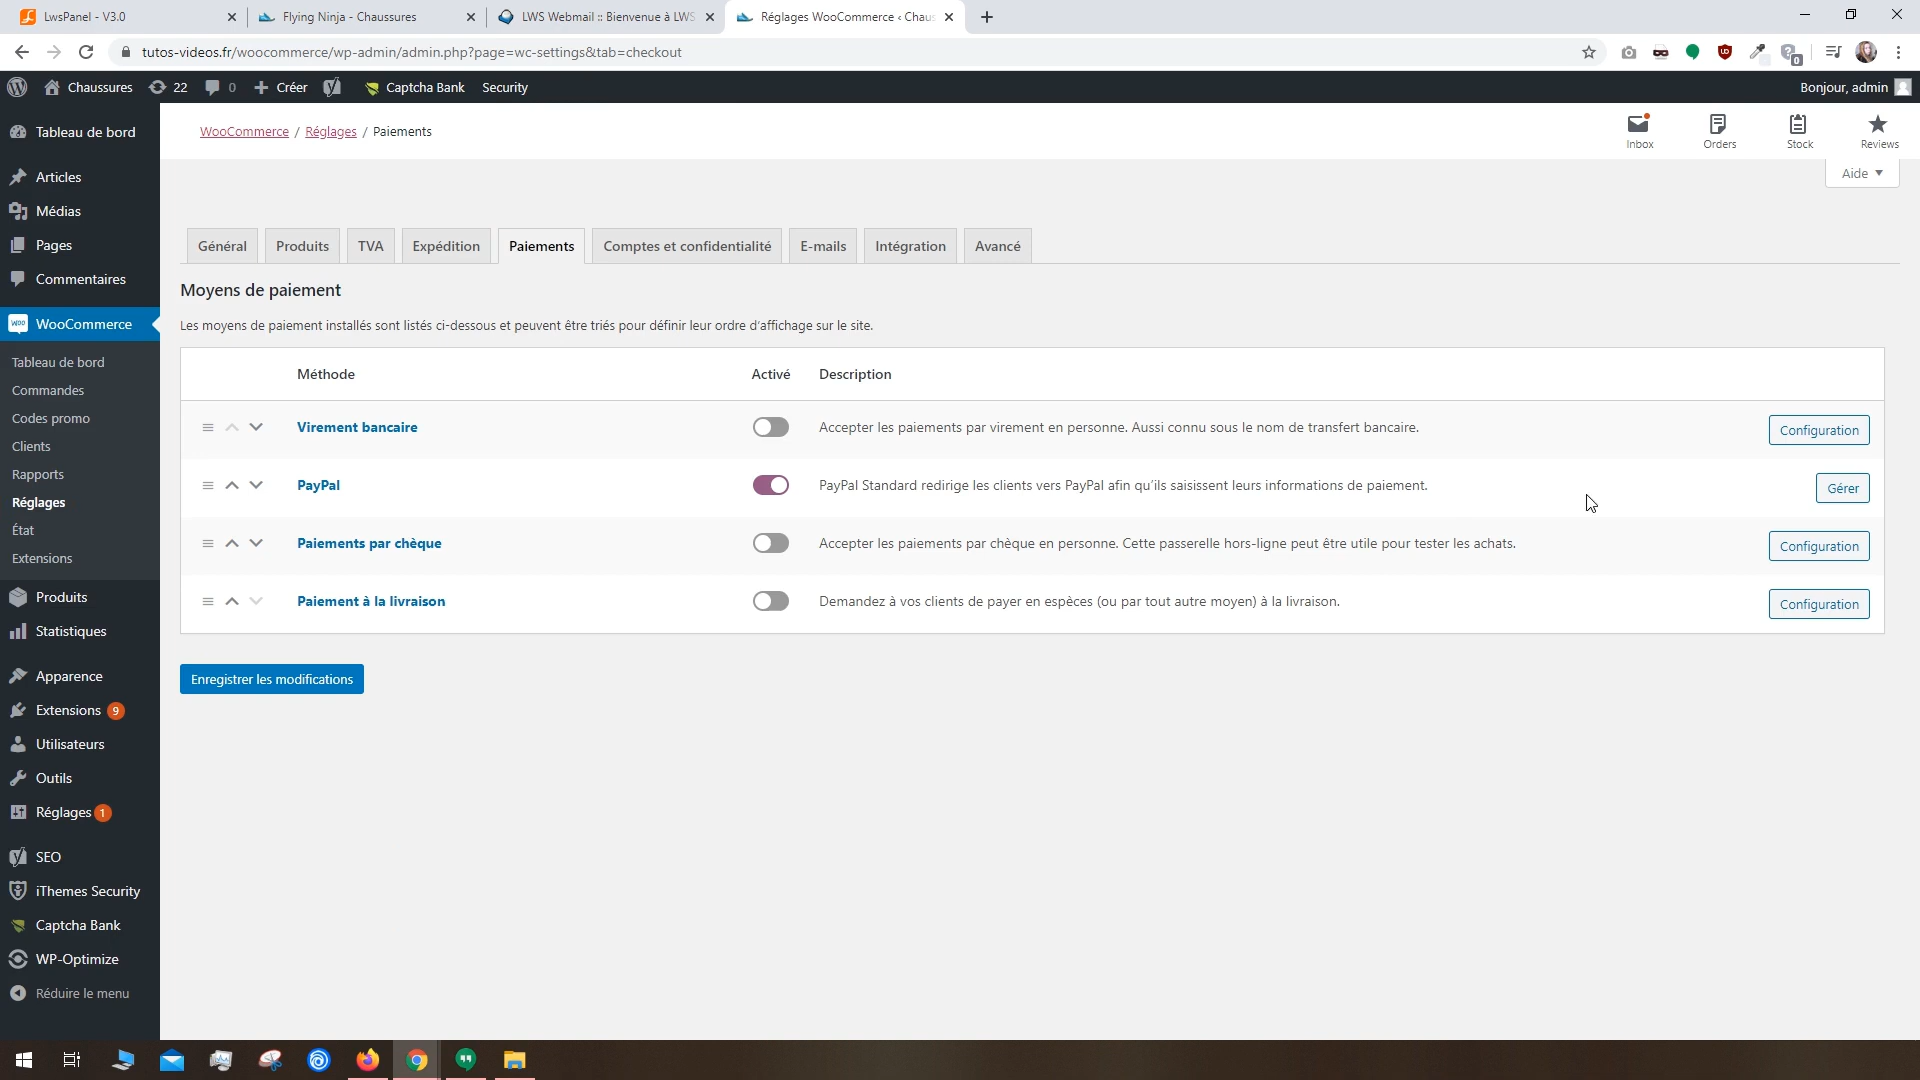 LwsPanel - V3.0
Flying Ninja - Chaussures
LWS Webmail :: Bienvenue à LWS
Réglages WooCommerce ‹ Chaus
tutos-videos.fr/woocommerce/wp-admin/admin.php?page=wc-settings&tab=checkout
0
Chaussures
22
0
Créer
Captcha Bank
Security
Bonjour, admin
Tableau de bord
Articles
Médias
Pages
Commentaires
WooCommerce
Tableau de bord
Commandes
Codes promo
Clients
Rapports
Réglages
État
Extensions
Produits
Statistiques
Apparence
Extensions 9
Utilisateurs
Outils
Réglages 1
SEO
iThemes Security
Captcha Bank
WP-Optimize
Réduire le menu
WooCommerce / Réglages / Paiements
Inbox
Orders
Stock
Reviews
Aide
Général
Produits
TVA
Expédition
Paiements
Comptes et confidentialité
E-mails
Intégration
Avancé
Moyens de paiement
Les moyens de paiement installés sont listés ci-dessous et peuvent être triés pour définir leur ordre d'affichage sur le site.
Méthode Activé Description
Virement bancaire Accepter les paiements par virement en personne. Aussi connu sous le nom de transfert bancaire. Configuration
PayPal PayPal Standard redirige les clients vers PayPal afin qu'ils saisissent leurs informations de paiement. Gérer
Paiements par chèque Accepter les paiements par chèque en personne. Cette passerelle hors-ligne peut être utile pour tester les achats. Configuration
Paiement à la livraison Demandez à vos clients de payer en espèces (ou par tout autre moyen) à la livraison. Configuration
Enregistrer les modifications